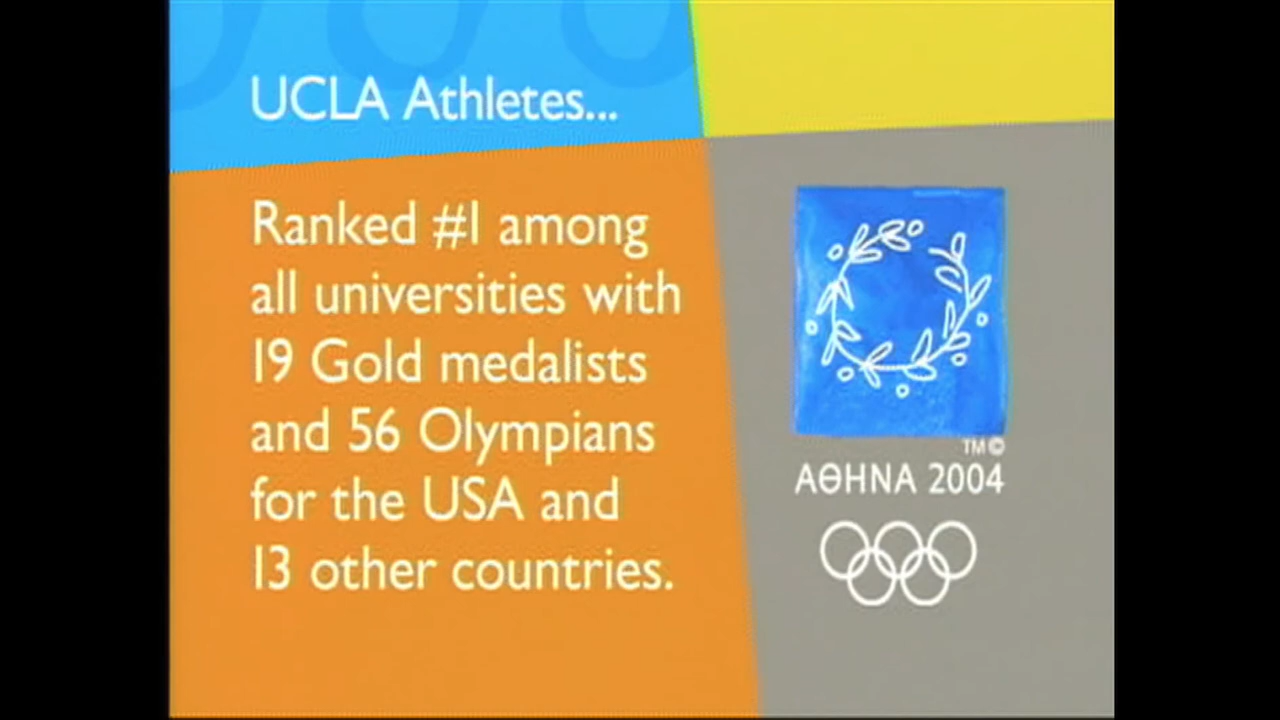 UCLA Athletes...
Ranked #1 among
all universities with
19 Gold medalists
and 56 Olympians
for the USA and
13 other countries.
TM©
ΑΘΗΝΑ 2004